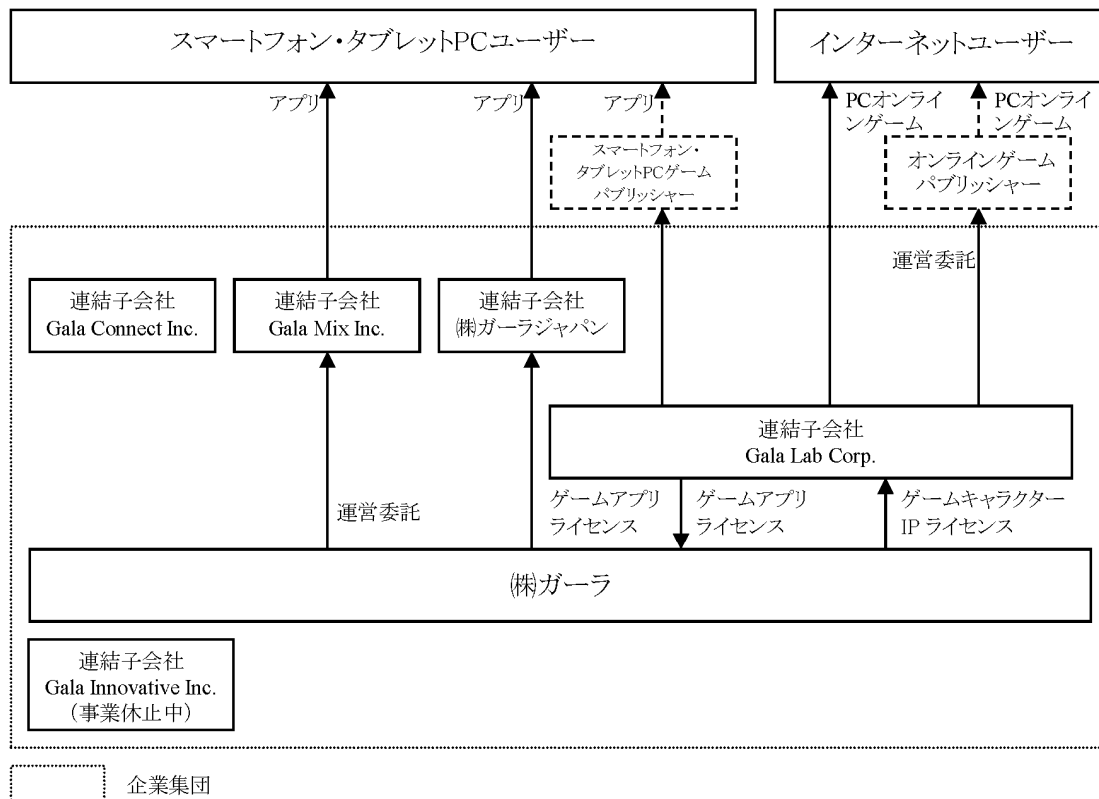 スマートフォン・タブレットPCユーザー
インターネットユーザー
アプリ
アプリ
アプリ
PCオンライ
ンゲーム
PCオンライ
ンゲーム
スマートフォン・
タブレットPCゲーム
パブリッシャー
オンラインゲーム
パブリッシャー
運営委託
連結子会社
Gala Connect Inc.
連結子会社
Gala Mix Inc.
連結子会社
㈱ガーラジャパン
連結子会社
Gala Lab Corp.
運営委託
ゲームアプリ
ライセンス
ゲームアプリ
ライセンス
ゲームキャラクター
IP ライセンス
㈱ガーラ
連結子会社
Gala Innovative Inc.
（事業休止中）
企業集団